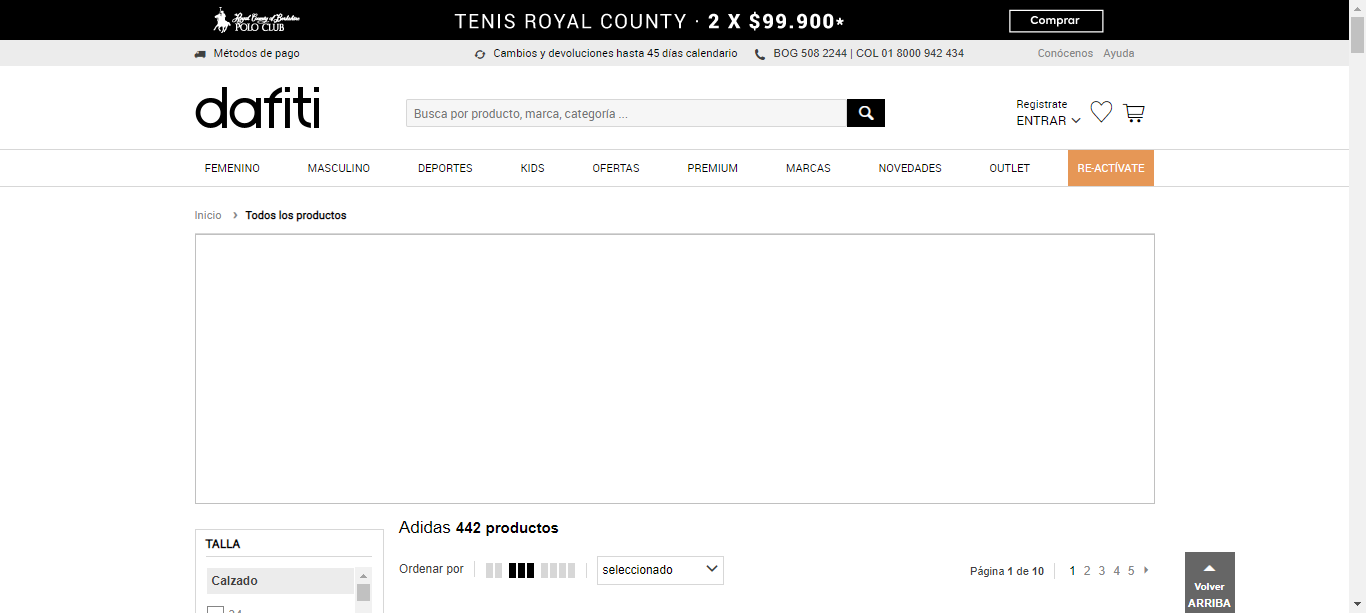 Royal County of Berkshire
POLO CLUB
TENIS ROYAL COUNTY · 2 X $99.900*
Comprar
Métodos de pago
Cambios y devoluciones hasta 45 días calendario
BOG 508 2244 | COL 01 8000 942 434
Conócenos
Ayuda
dafiti
Busca por producto, marca, categoría ...
Registrate
ENTRAR
FEMENINO
MASCULINO
DEPORTES
KIDS
OFERTAS
PREMIUM
MARCAS
NOVEDADES
OUTLET
RE-ACTÍVATE
Inicio > Todos los productos
TALLA
Calzado
Adidas 442 productos
Ordenar por
seleccionado
Página 1 de 10
1 2 3 4 5
Volver
ARRIBA